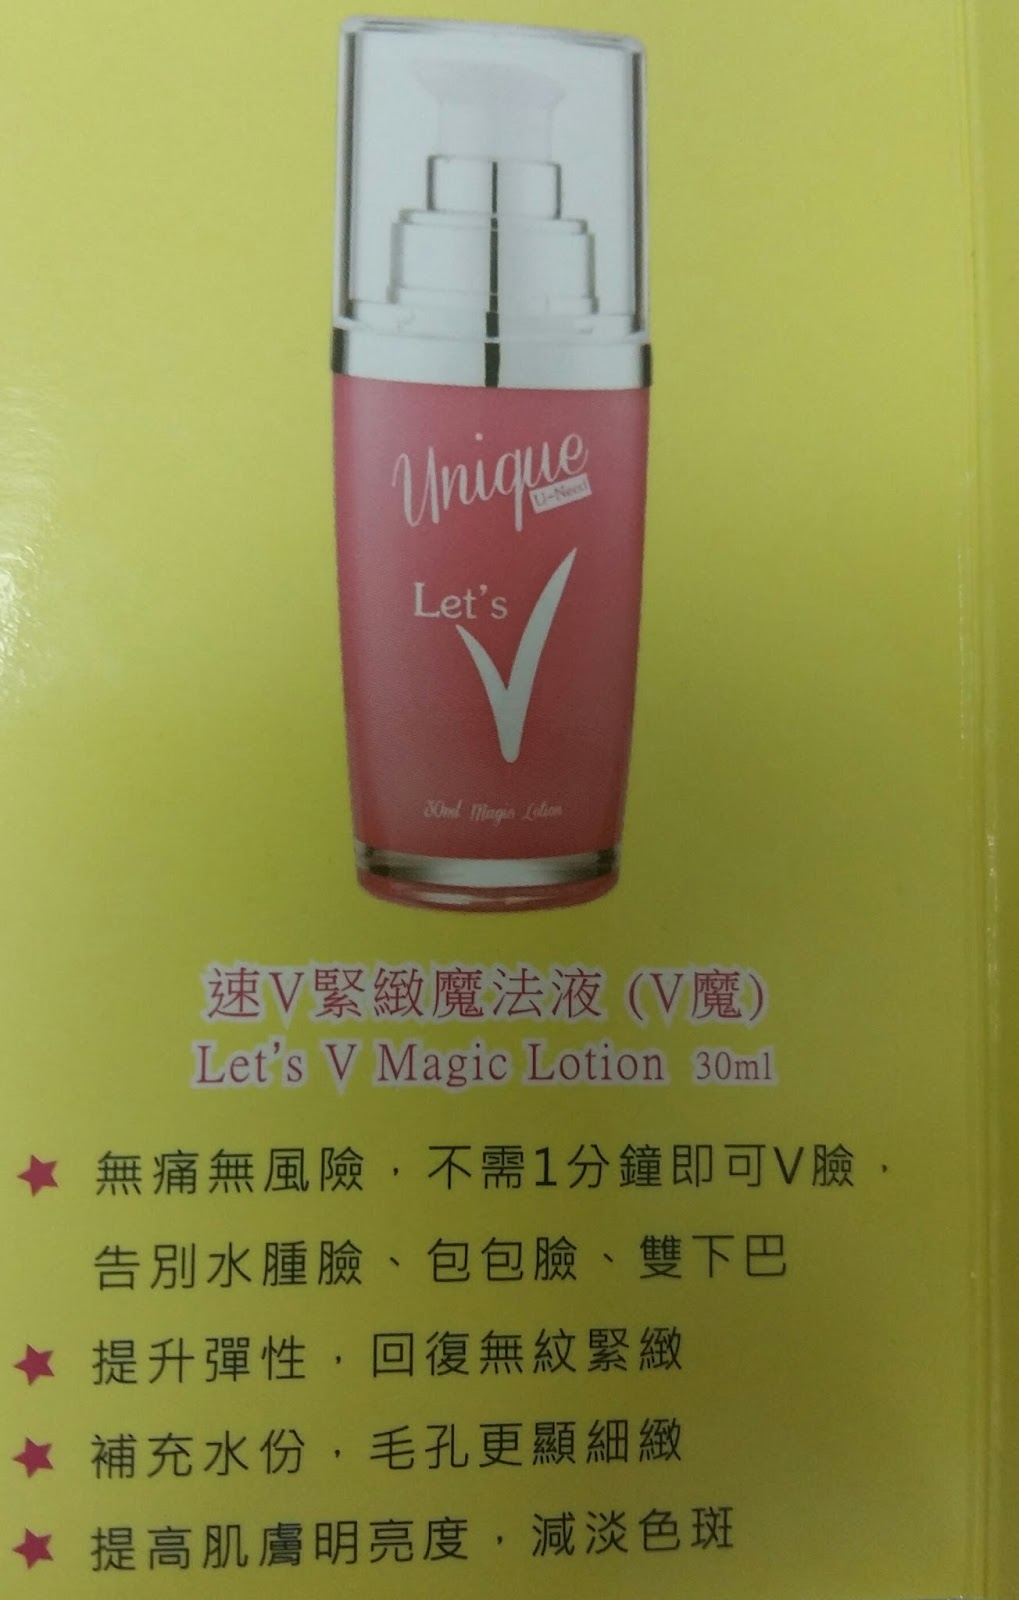 Unique
U-Need
Let's
V
30ml Magic Lotion
速V緊緻魔法液 (V魔)
Let's V Magic Lotion 30ml
無痛無風險，不需1分鐘即可V臉，
告別水腫臉、包包臉、雙下巴
提升彈性，回復無紋緊緻
補充水份，毛孔更顯細緻
提高肌膚明亮度，減淡色斑